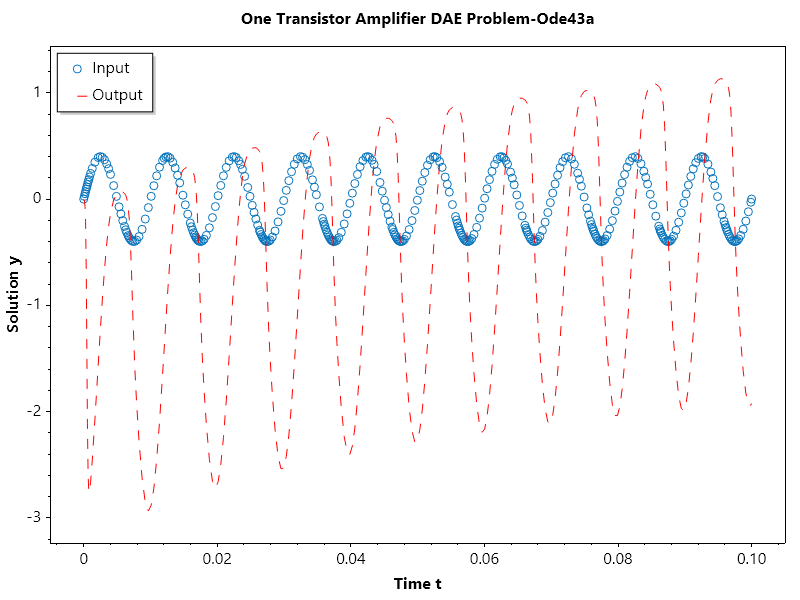 One Transistor Amplifier DAE Problem-Ode43a
Input
Output
1
0
-1
-2
-3
Solution y
0
0.02
0.04
0.06
0.08
0.10
Time t